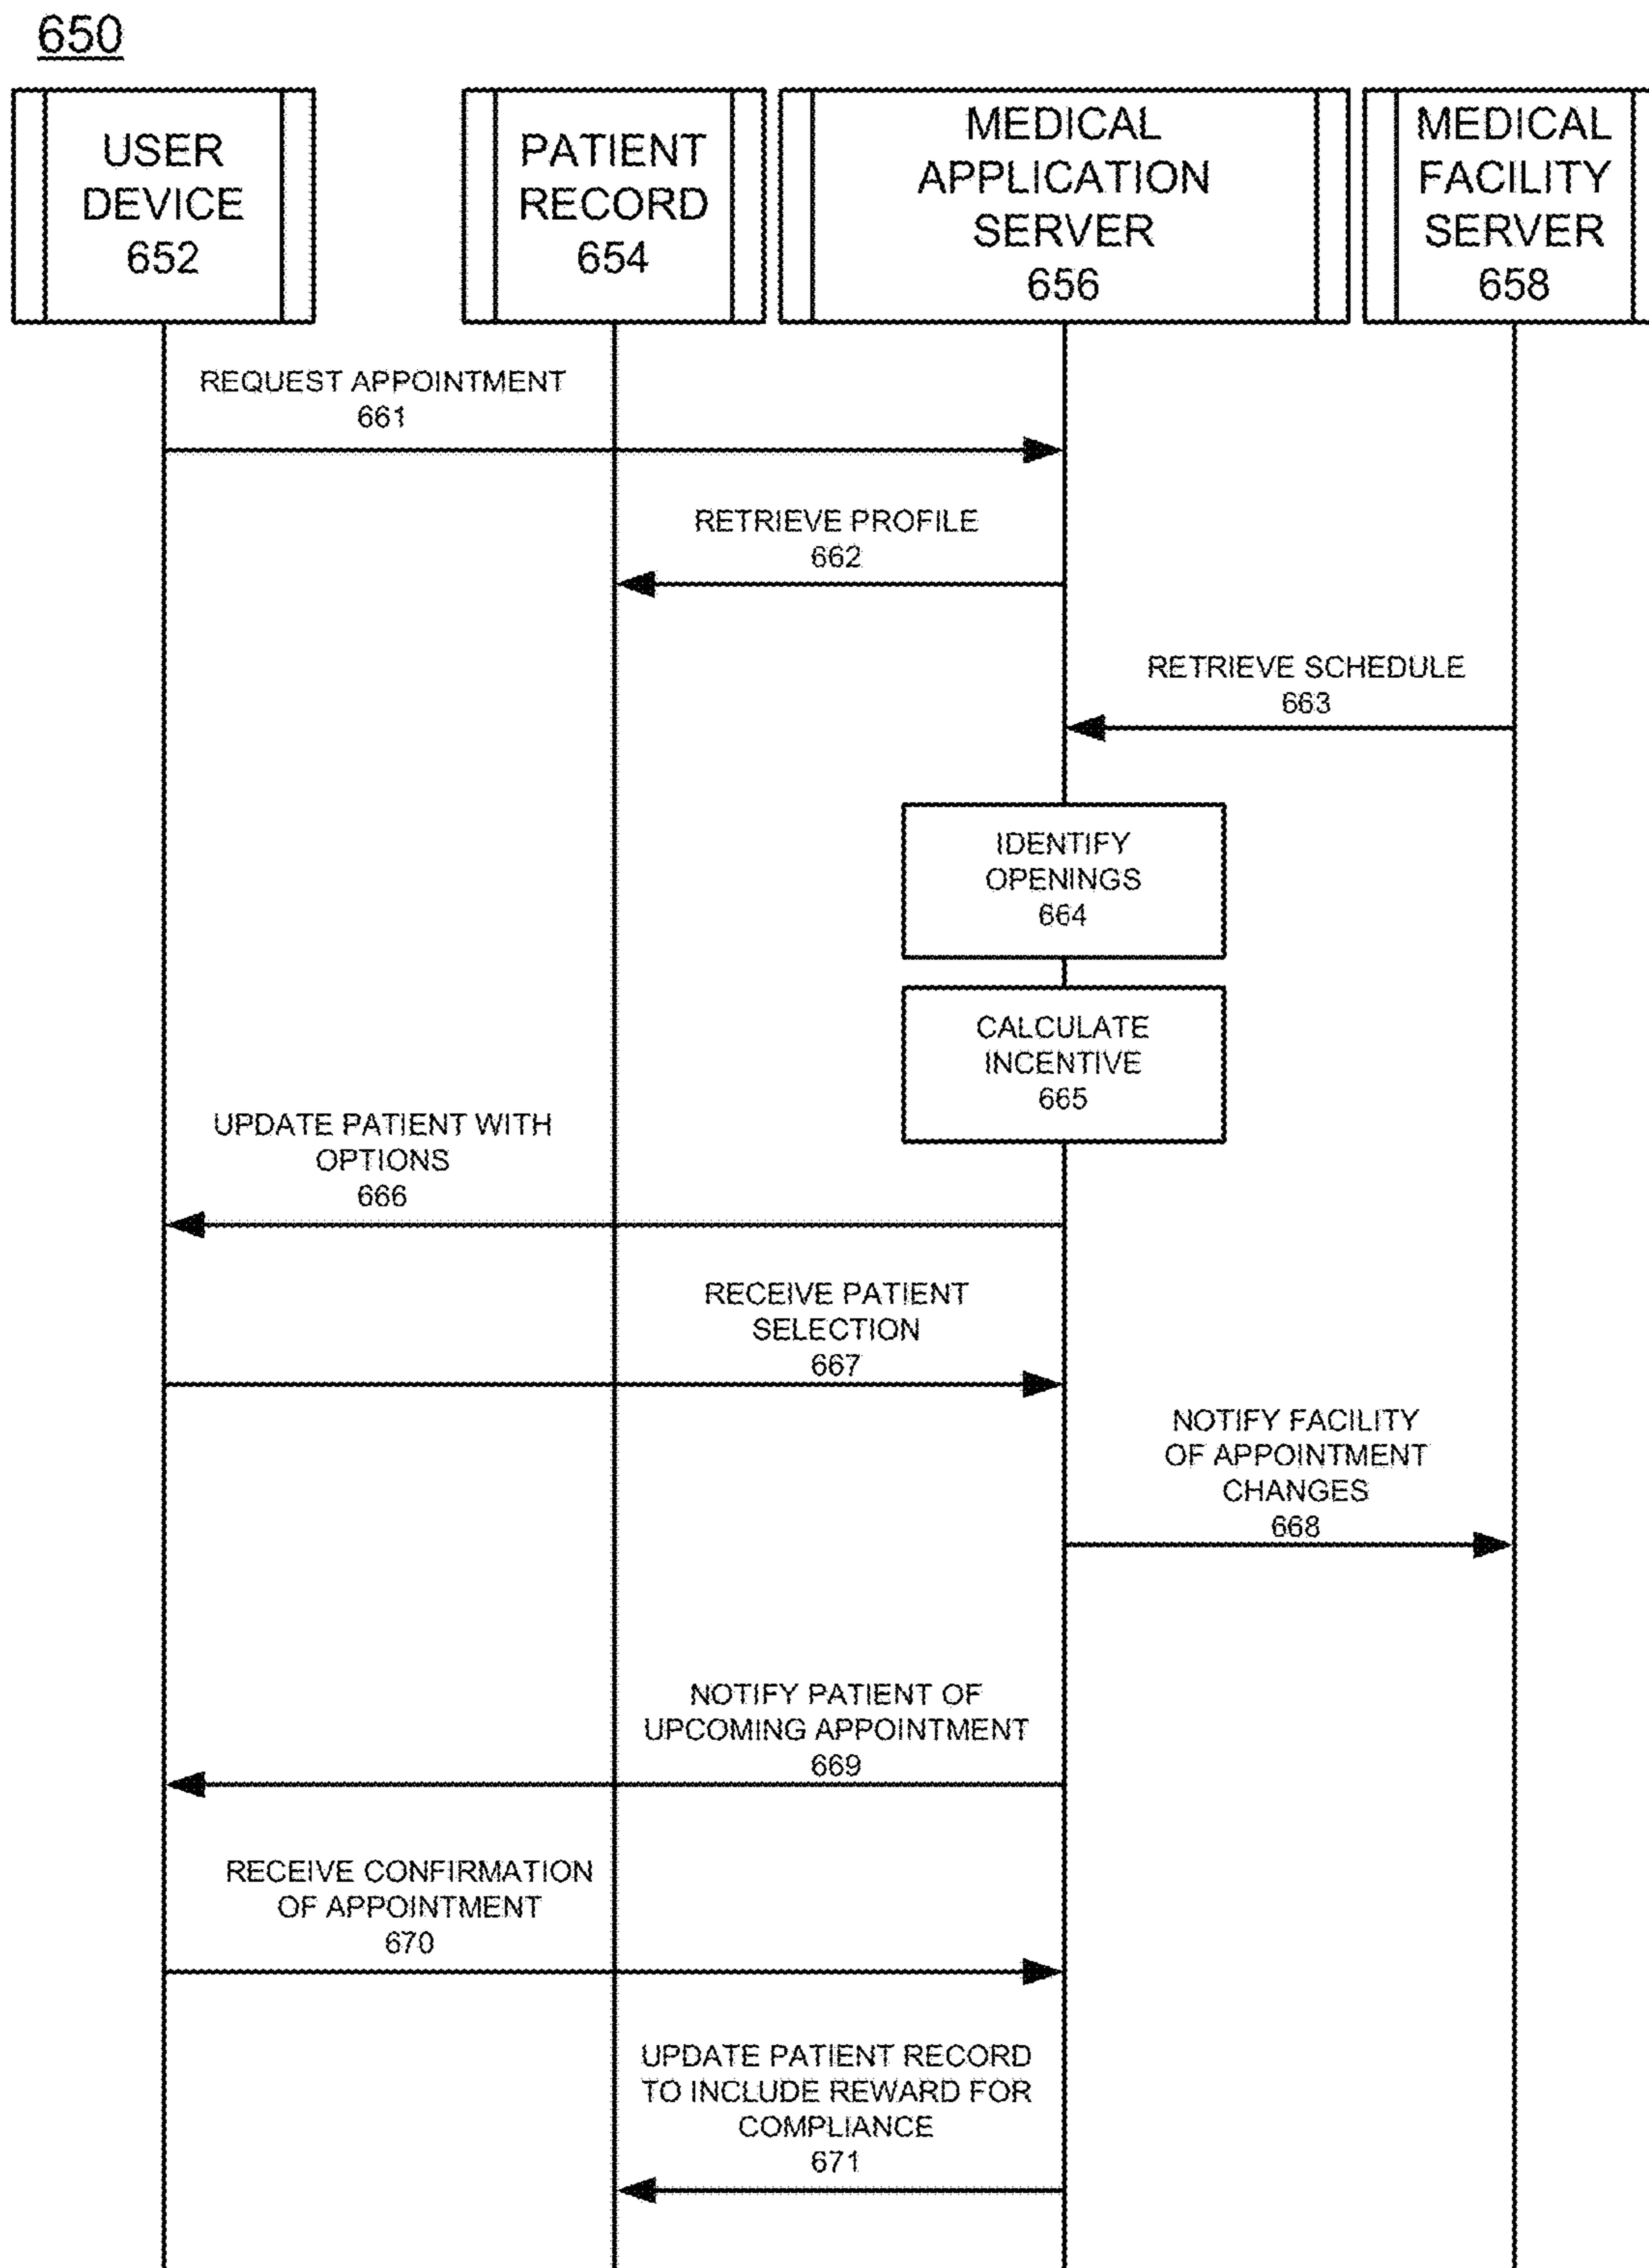 650
USER
DEVICE
652
PATIENT
RECORD
654
MEDICAL
APPLICATION
SERVER
656
MEDICAL
FACILITY
SERVER
658
REQUEST APPOINTMENT
661
RETRIEVE PROFILE
662
RETRIEVE SCHEDULE
663
IDENTIFY
OPENINGS
664
CALCULATE
INCENTIVE
665
UPDATE PATIENT WITH
OPTIONS
666
RECEIVE PATIENT
SELECTION
667
NOTIFY FACILITY
OF APPOINTMENT
CHANGES
668
NOTIFY PATIENT OF
UPCOMING APPOINTMENT
669
RECEIVE CONFIRMATION
OF APPOINTMENT
670
UPDATE PATIENT RECORD
TO INCLUDE REWARD FOR
COMPLIANCE
671